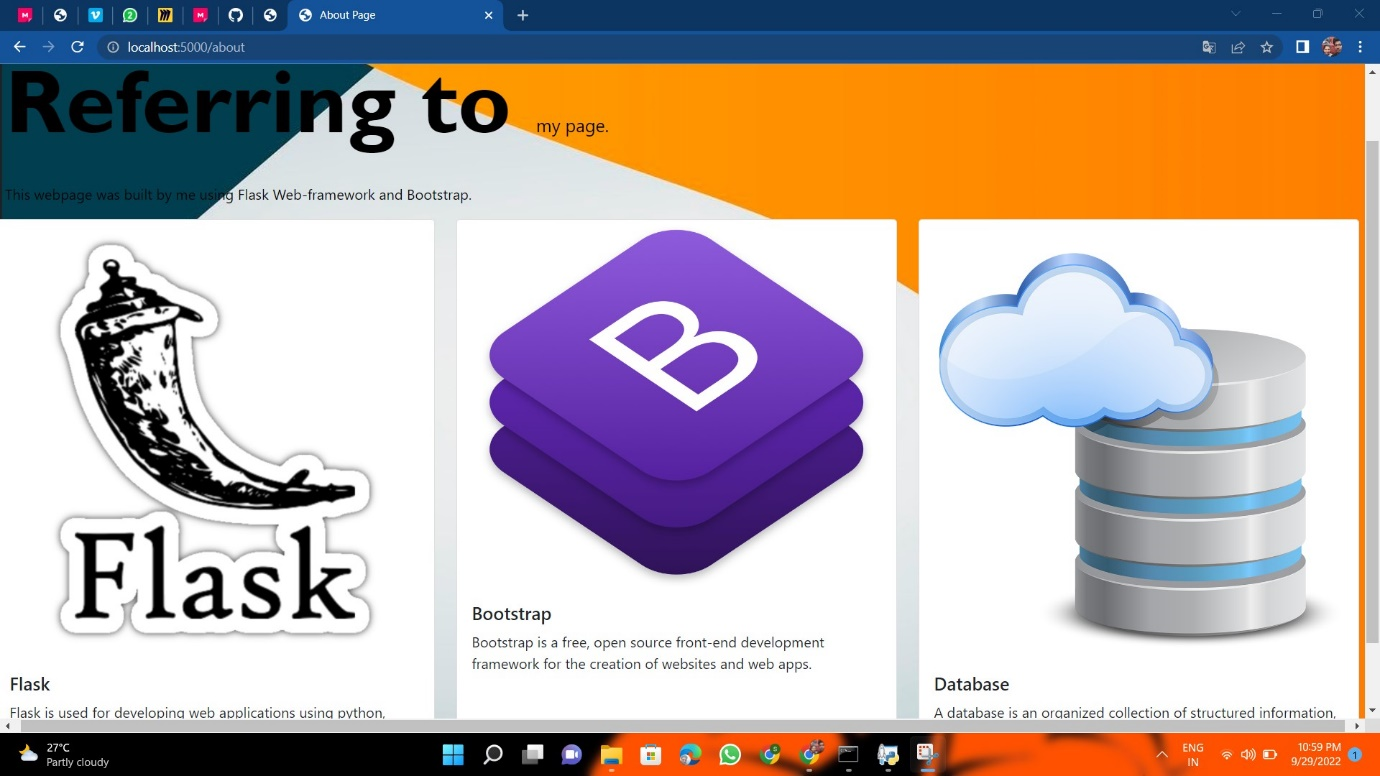 2
About Page
localhost:5000/about
Referring to my page.
This webpage was built by me using Flask Web-framework and Bootstrap.
B
Flask
Bootstrap
Bootstrap is a free, open source front-end development
framework for the creation of websites and web apps.
Flask
Flask is used for developing web applications using python,
Database
A database is an organized collection of structured information,
27°C
Partly cloudy
ENG
IN
10:59 PM
9/29/2022
1